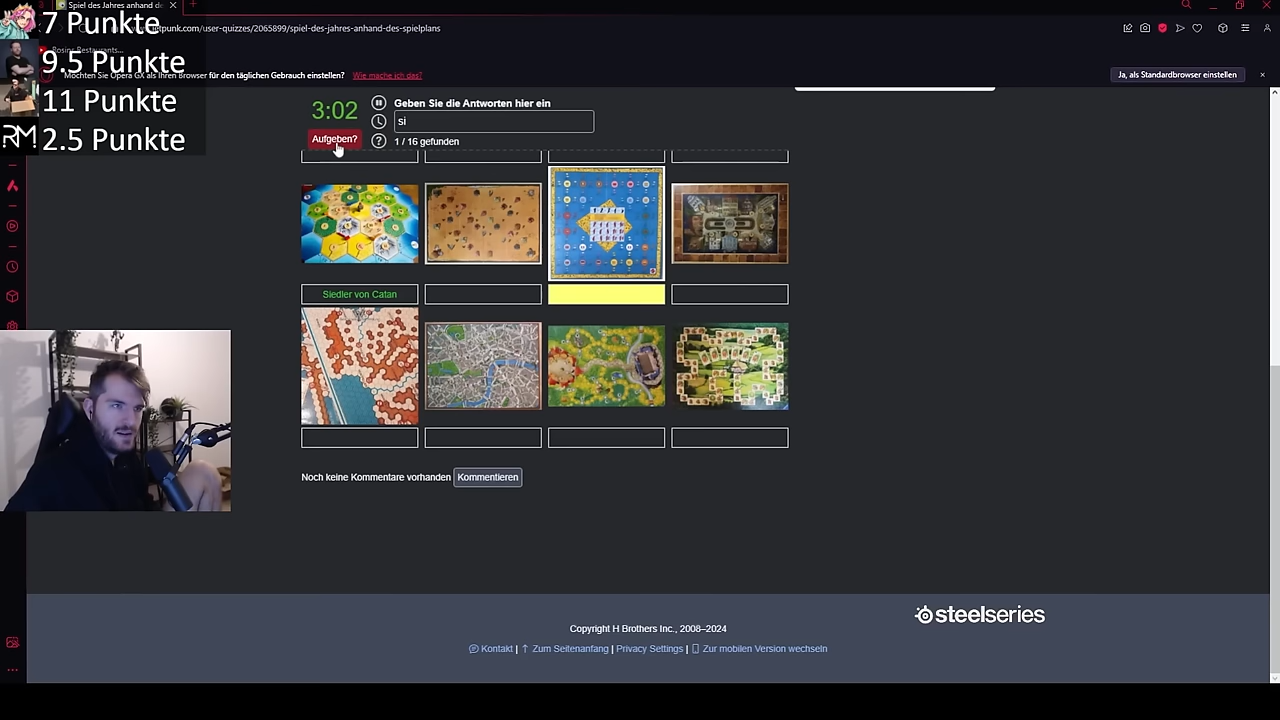 Spiel des Jahres anhand de
7 Punkte
tpunk.com/user-quizzes/2065899/spiel-des-jahres-anhand-des-spielplans
Rosins Restaurants...
9.5 Punkte
Möchten Sie Opera GX als Ihren Browser für den täglichen Gebrauch einstellen? Wie mache ich das?
Ja, als Standardbrowser einstellen
11 Punkte
RM 2.5 Punkte
3:02
Geben Sie die Antworten hier ein
si
Aufgeben?
1 / 16 gefunden
Siedler von Catan
Noch keine Kommentare vorhanden Kommentieren
steelseries
Copyright H Brothers Inc., 2008–2024
Kontakt | Zum Seitenanfang | Privacy Settings | Zur mobilen Version wechseln